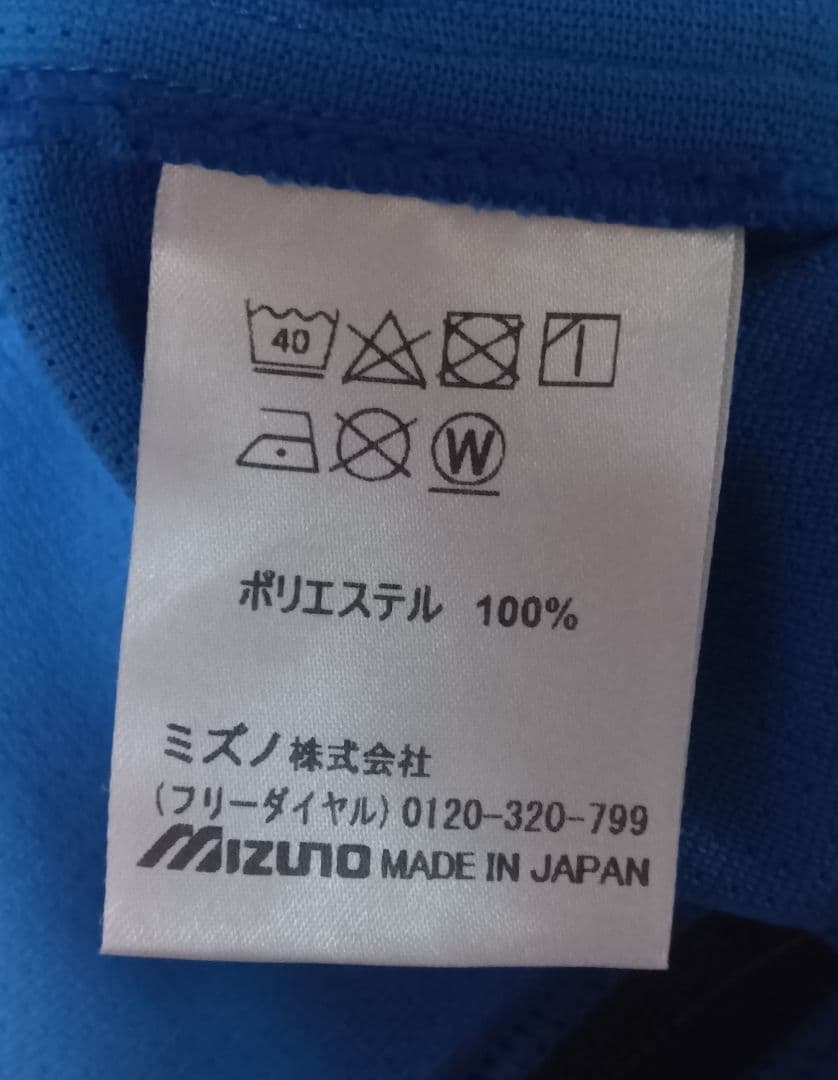 40
W
ポリエステル 100%
ミズノ株式会社
(フリーダイヤル) 0120-320-799
MIZUNO MADE IN JAPAN